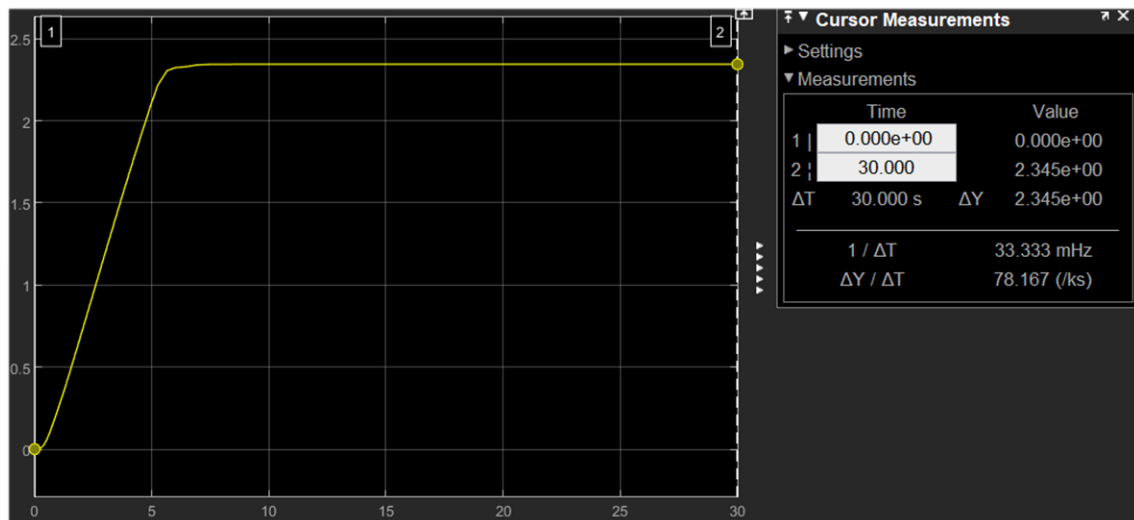 2.5
2
1.5
1
0.5
0
0 5 10 15 20 25 30
1
2
Cursor Measurements
Settings
Measurements
Time Value
1 | 0.000e+00 0.000e+00
2 ¦ 30.000 2.345e+00
ΔT 30.000 s ΔY 2.345e+00
1 / ΔT 33.333 mHz
ΔY / ΔT 78.167 (/ks)